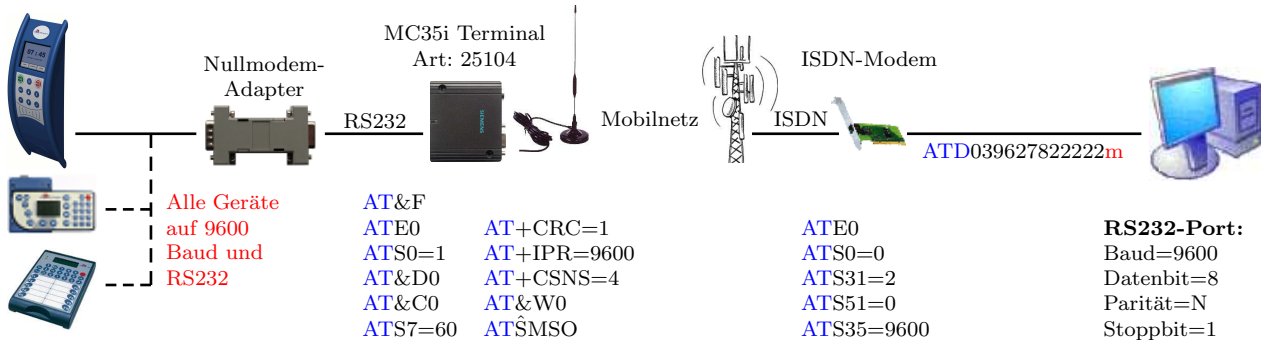 MC35i Terminal
Art: 25104
Nullmodem-
Adapter
RS232
SIEMENS
Mobilnetz
ISDN-Modem
ISDN
ATD039627822222m
07:45
Alle Geräte
auf 9600
Baud und
RS232
AT&F
ATE0
ATS0=1
AT&D0
AT&C0
ATS7=60
AT+CRC=1
AT+IPR=9600
AT+CSNS=4
AT&W0
ATŜMSO
ATE0
ATS0=0
ATS31=2
ATS51=0
ATS35=9600
RS232-Port:
Baud=9600
Datenbit=8
Parität=N
Stoppbit=1